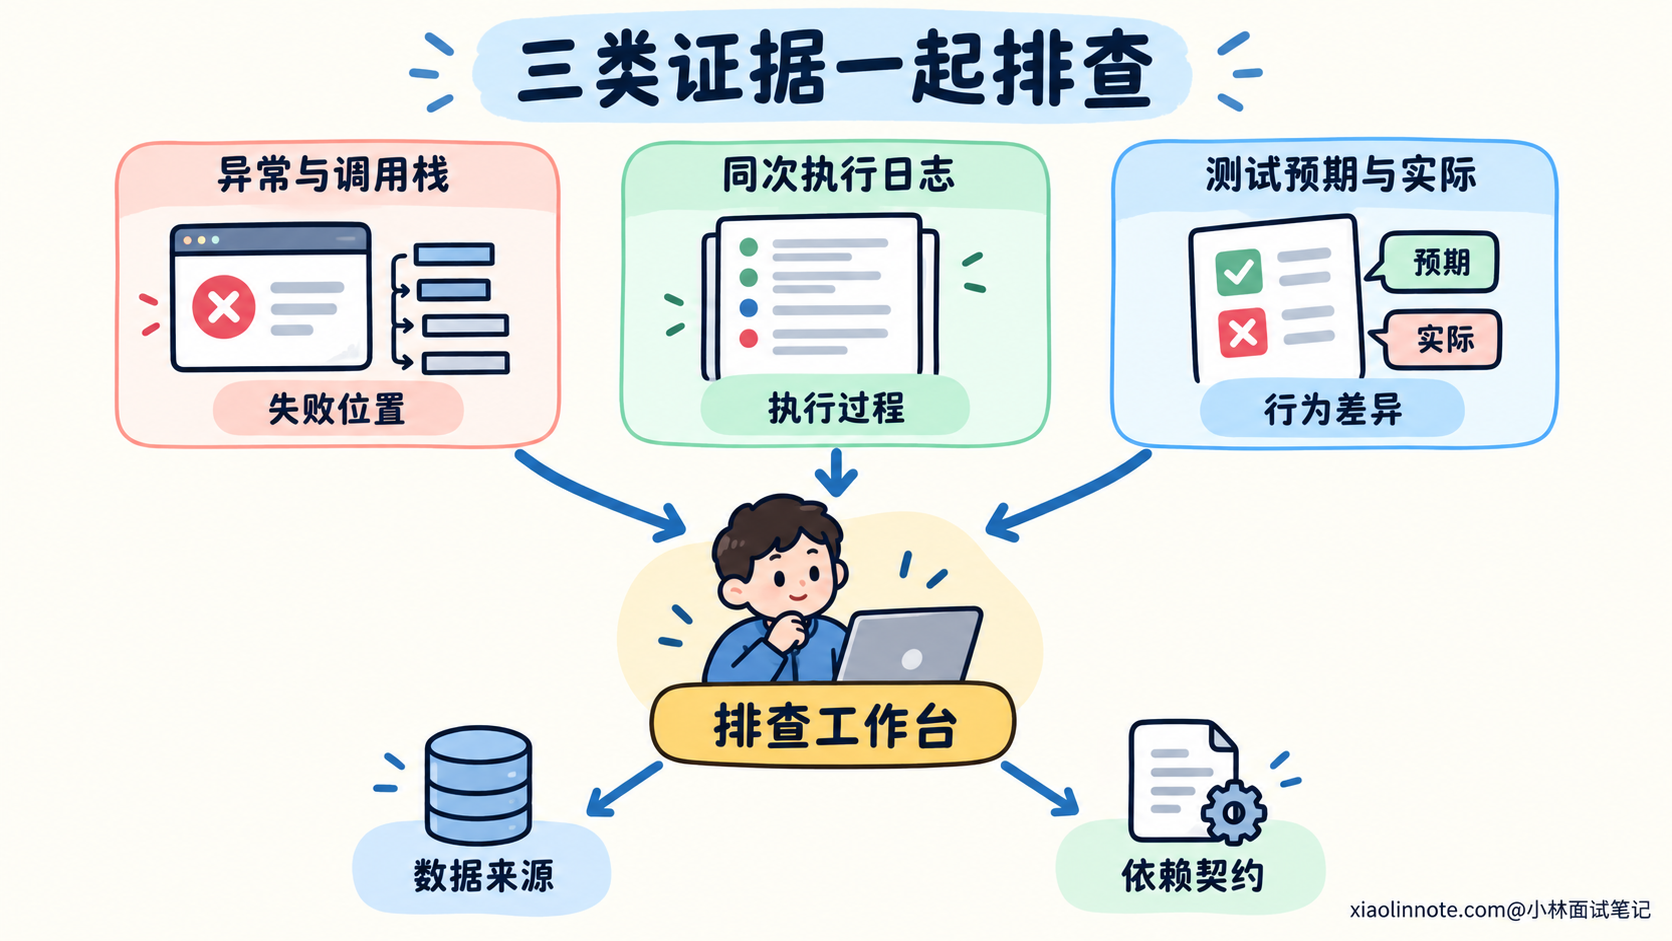 三类证据一起排查
异常与调用栈
同次执行日志
测试预期与实际
预期
实际
失败位置
执行过程
行为差异
排查工作台
数据来源
依赖契约
xiaolinnote.com@小林面试笔记